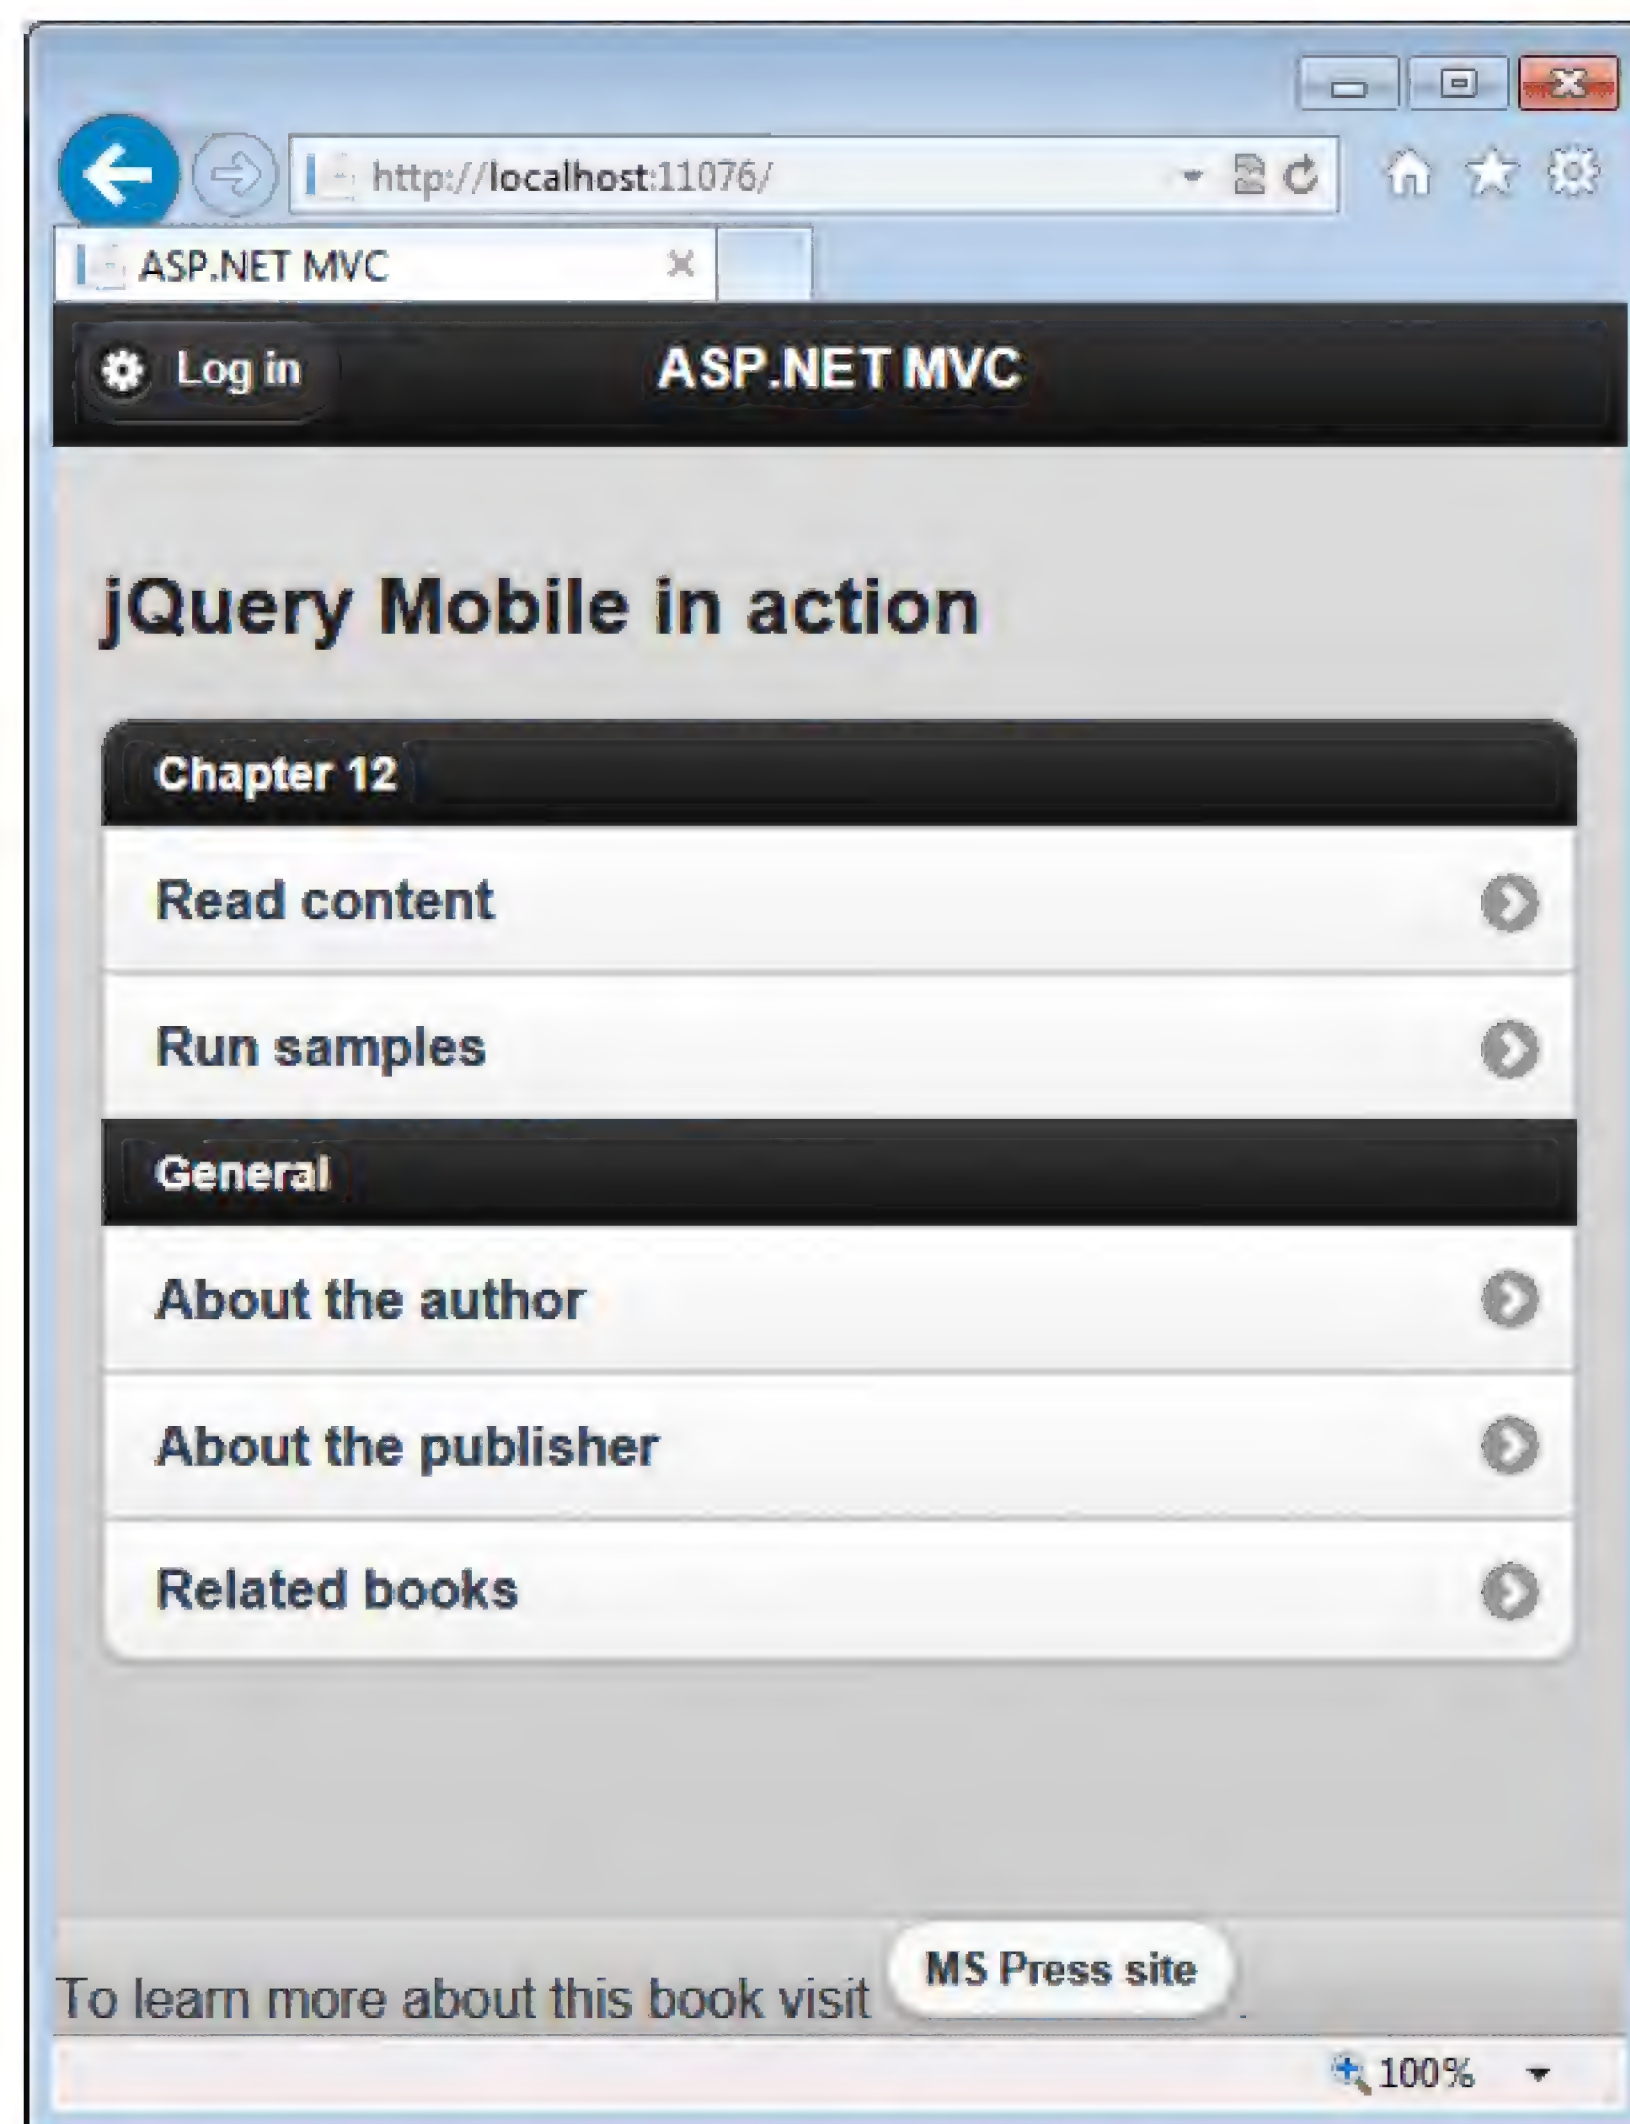 http://localhost:11076/
ASP.NET MVC
Log in
ASP.NET MVC
jQuery Mobile in action
Chapter 12
Read content
Run samples
General
About the author
About the publisher
Related books
To learn more about this book visit MS Press site .
100%